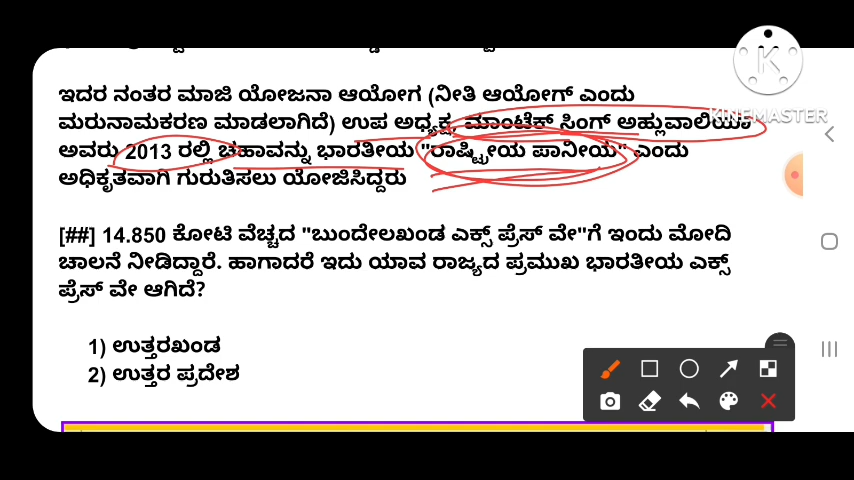 ಇದರ ನಂತರ ಮಾಜಿ ಯೋಜನಾ ಆಯೋಗ (ನೀತಿ ಆಯೋಗ್ ಎಂದು
ಮರುನಾಮಕರಣ ಮಾಡಲಾಗಿದೆ) ಉಪ ಅಧ್ಯಕ್ಷ, ಮಾಂಟೆಕ್ ಸಿಂಗ್ ಅಹ್ಲುವಾಲಿಯಾ
ಅವರು 2013 ರಲ್ಲಿ ಚಹಾವನ್ನು ಭಾರತೀಯ "ರಾಷ್ಟ್ರೀಯ ಪಾನೀಯ" ಎಂದು
ಅಧಿಕೃತವಾಗಿ ಗುರುತಿಸಲು ಯೋಜಿಸಿದ್ದರು
[##] 14.850 ಕೋಟಿ ವೆಚ್ಚದ "ಬುಂದೇಲಖಂಡ ಎಕ್ಸ್ ಪ್ರೆಸ್ ವೇ"ಗೆ ಇಂದು ಮೋದಿ
ಚಾಲನೆ ನೀಡಿದ್ದಾರೆ. ಹಾಗಾದರೆ ಇದು ಯಾವ ರಾಜ್ಯದ ಪ್ರಮುಖ ಭಾರತೀಯ ಎಕ್ಸ್
ಪ್ರೆಸ್ ವೇ ಆಗಿದೆ?
1) ಉತ್ತರಖಂಡ
2) ಉತ್ತರ ಪ್ರದೇಶ
K
KINEMASTER